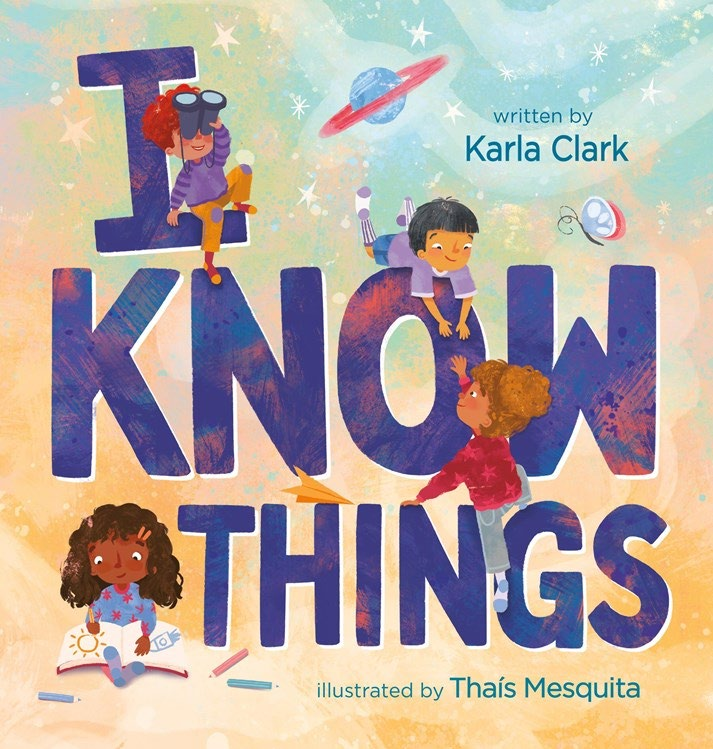 I
written by
Karla Clark
KNOW
THINGS
illustrated by Thaís Mesquita